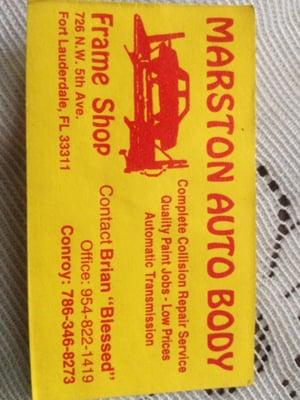 MARSTON AUTO BODY
Complete Collision Repair Service
Quality Paint Jobs - Low Prices
Automatic Transmission
Frame Shop
726 N.W. 5th Ave.
Fort Lauderdale, FL 33311
Contact Brian "Blessed"
Office: 954-822-1419
Conroy: 786-346-8273